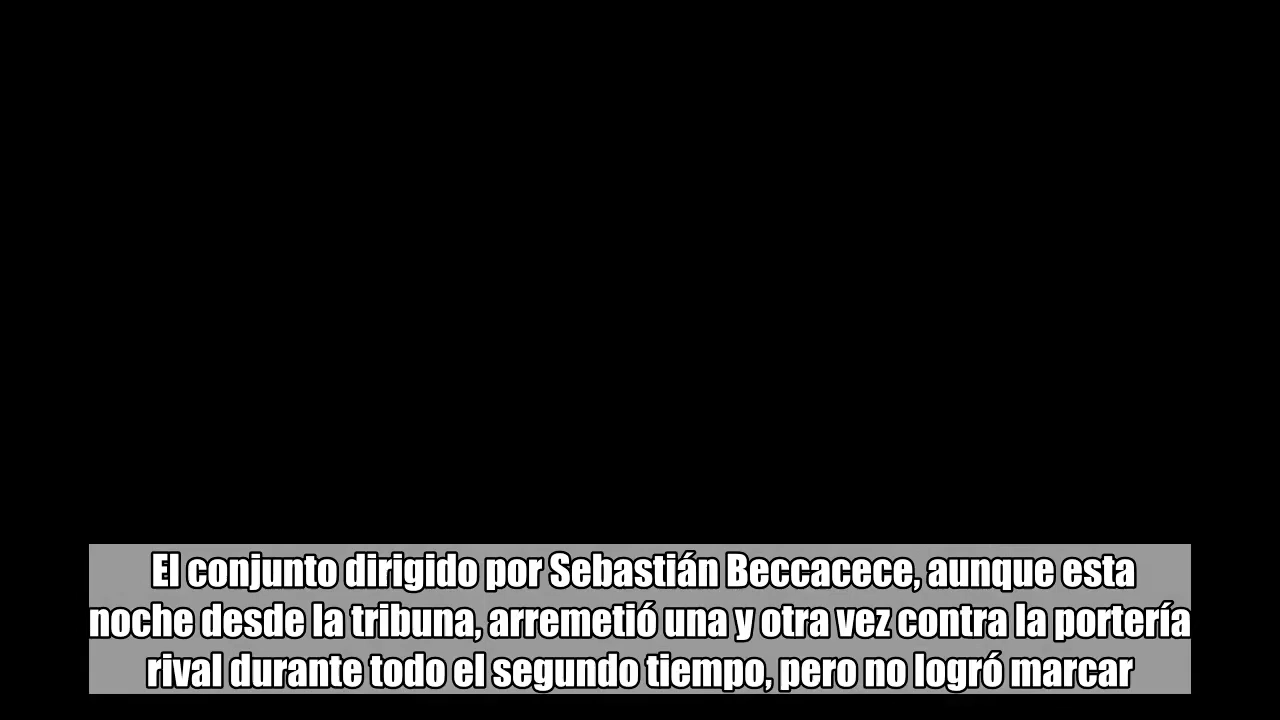 El conjunto dirigido por Sebastián Beccacece, aunque esta
noche desde la tribuna, arremetió una y otra vez contra la portería
rival durante todo el segundo tiempo, pero no logró marcar